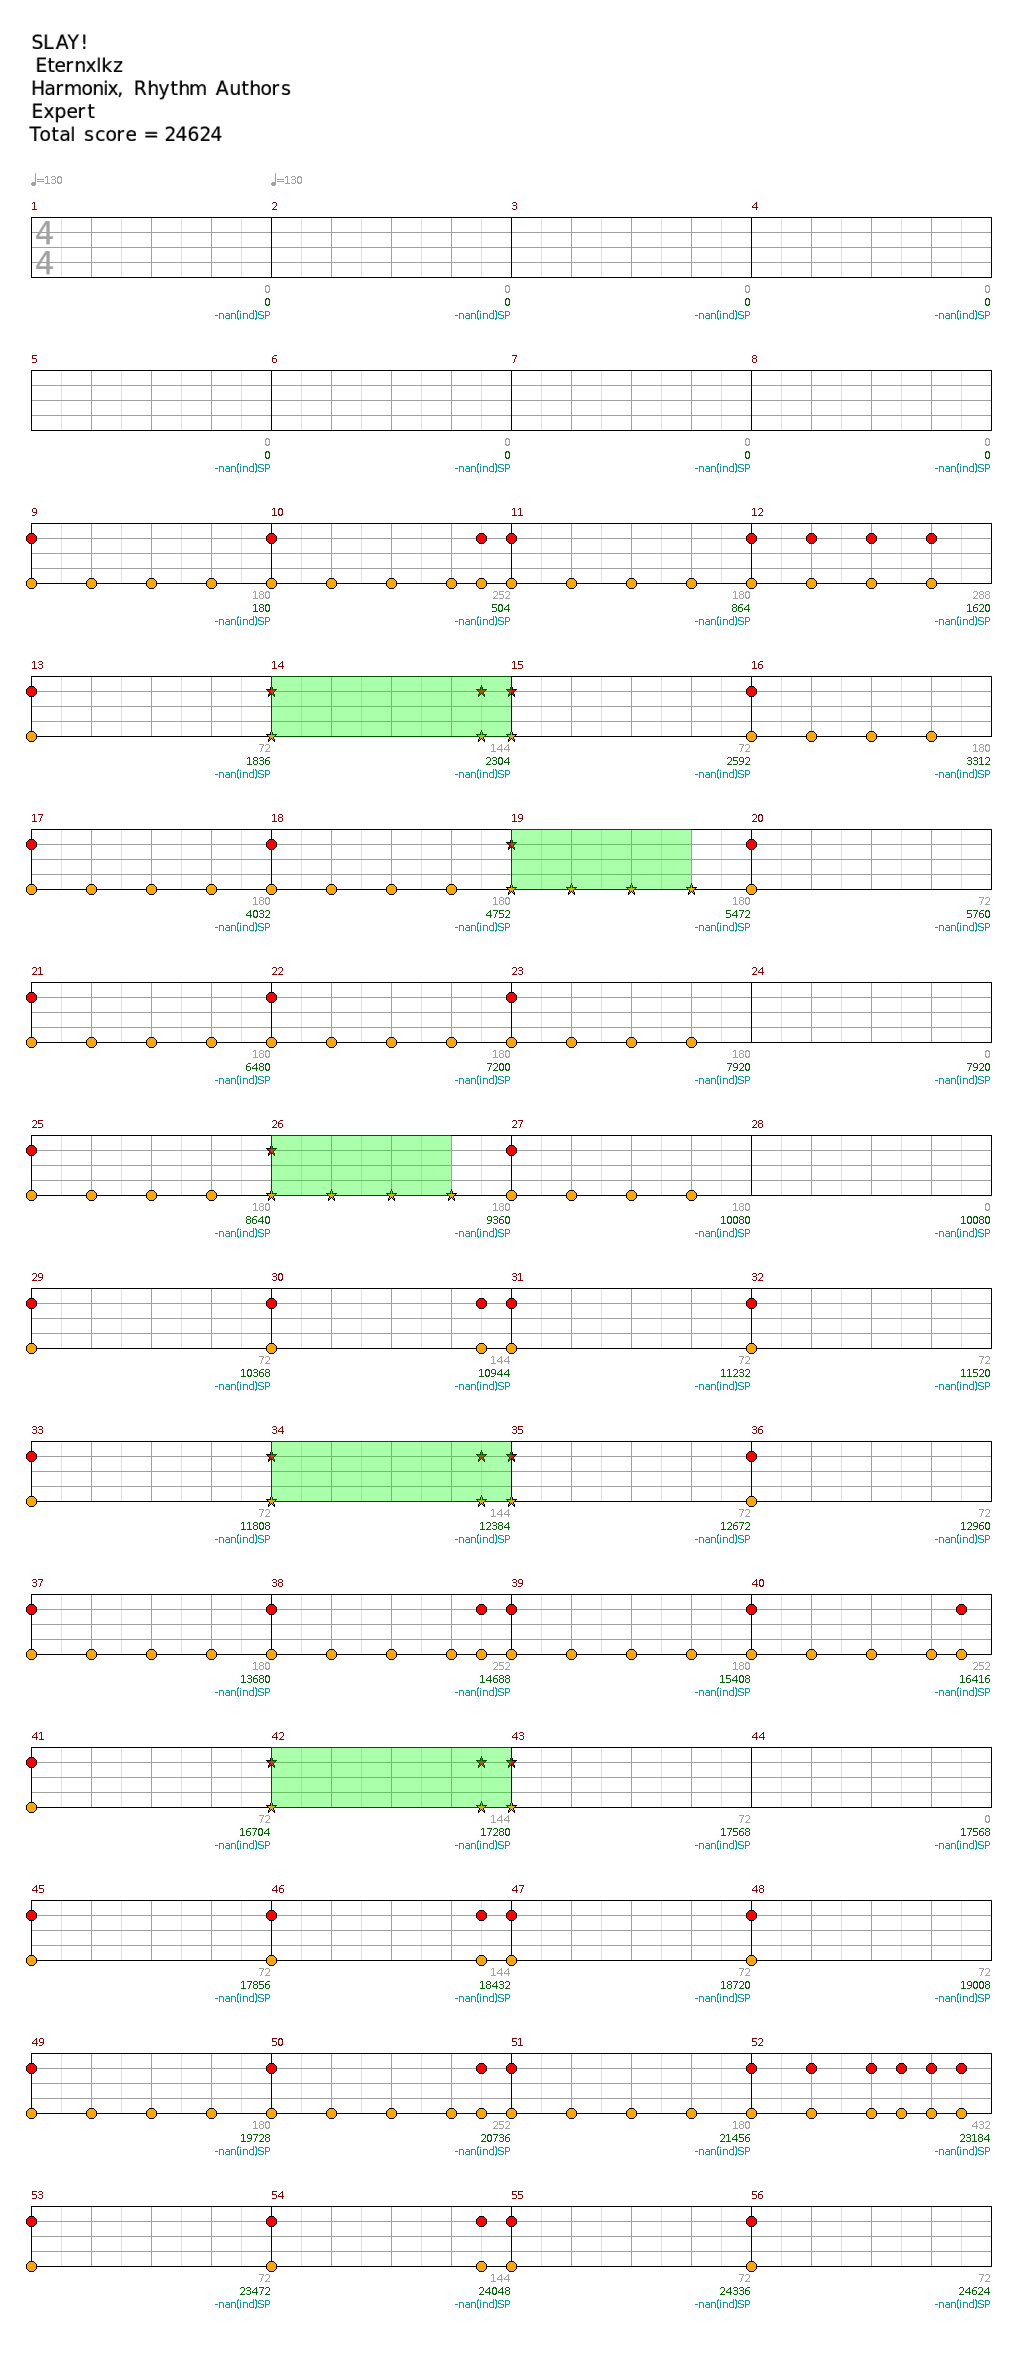 SLAY!
Eternxlkz
Harmonix, Rhythm Authors
Expert
Total score = 24624
♩=130 ♩=130
1 2 3 4
4
4
0 0 0 0
0 0 0 0
-nan(ind)SP -nan(ind)SP -nan(ind)SP -nan(ind)SP
5 6 7 8
0 0 0 0
0 0 0 0
-nan(ind)SP -nan(ind)SP -nan(ind)SP -nan(ind)SP
9 10 11 12
180 252 180 288
180 504 864 1620
-nan(ind)SP -nan(ind)SP -nan(ind)SP -nan(ind)SP
13 14 15 16
72 144 72 180
1836 2304 2592 3312
-nan(ind)SP -nan(ind)SP -nan(ind)SP -nan(ind)SP
17 18 19 20
180 180 180 72
4032 4752 5472 5760
-nan(ind)SP -nan(ind)SP -nan(ind)SP -nan(ind)SP
21 22 23 24
180 180 180 0
6480 7200 7920 7920
-nan(ind)SP -nan(ind)SP -nan(ind)SP -nan(ind)SP
25 26 27 28
180 180 180 0
8640 9360 10080 10080
-nan(ind)SP -nan(ind)SP -nan(ind)SP -nan(ind)SP
29 30 31 32
72 144 72 72
10368 10944 11232 11520
-nan(ind)SP -nan(ind)SP -nan(ind)SP -nan(ind)SP
33 34 35 36
72 144 72 72
11808 12384 12672 12960
-nan(ind)SP -nan(ind)SP -nan(ind)SP -nan(ind)SP
37 38 39 40
180 252 180 252
13680 14688 15408 16416
-nan(ind)SP -nan(ind)SP -nan(ind)SP -nan(ind)SP
41 42 43 44
72 144 72 0
16704 17280 17568 17568
-nan(ind)SP -nan(ind)SP -nan(ind)SP -nan(ind)SP
45 46 47 48
72 144 72 72
17856 18432 18720 19008
-nan(ind)SP -nan(ind)SP -nan(ind)SP -nan(ind)SP
49 50 51 52
180 252 180 432
19728 20736 21456 23184
-nan(ind)SP -nan(ind)SP -nan(ind)SP -nan(ind)SP
53 54 55 56
72 144 72 72
23472 24048 24336 24624
-nan(ind)SP -nan(ind)SP -nan(ind)SP -nan(ind)SP